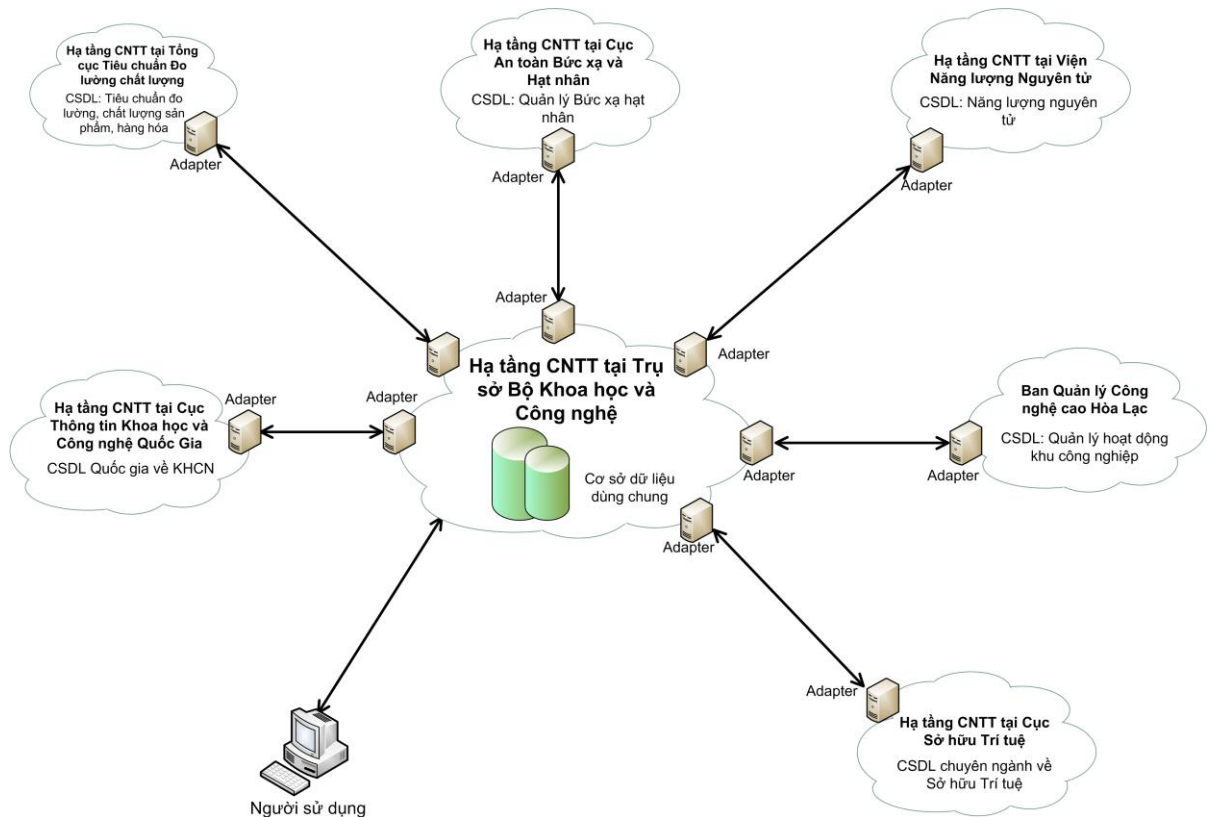 Hạ tầng CNTT tại Tổng
cục Tiêu chuẩn Đo
lường chất lượng
CSDL: Tiêu chuẩn đo
lường, chất lượng sản
phẩm, hàng hóa
Adapter
Hạ tầng CNTT tại Cục
An toàn Bức xạ và
Hạt nhân
CSDL: Quản lý Bức xạ hạt
nhân
Adapter
Hạ tầng CNTT tại Viện
Năng lượng Nguyên tử
CSDL: Năng lượng nguyên
tử
Adapter
Adapter
Adapter
Hạ tầng CNTT tại Trụ
sở Bộ Khoa học và
Công nghệ
Cơ sở dữ liệu
dùng chung
Hạ tầng CNTT tại Cục
Thông tin Khoa học và
Công nghệ Quốc Gia
CSDL Quốc gia về KHCN
Adapter
Adapter
Ban Quản lý Công
nghệ cao Hòa Lạc
CSDL: Quản lý hoạt động
khu công nghiệp
Adapter
Adapter
Adapter
Adapter
Hạ tầng CNTT tại Cục
Sở hữu Trí tuệ
CSDL chuyên ngành về
Sở hữu Trí tuệ
Người sử dụng